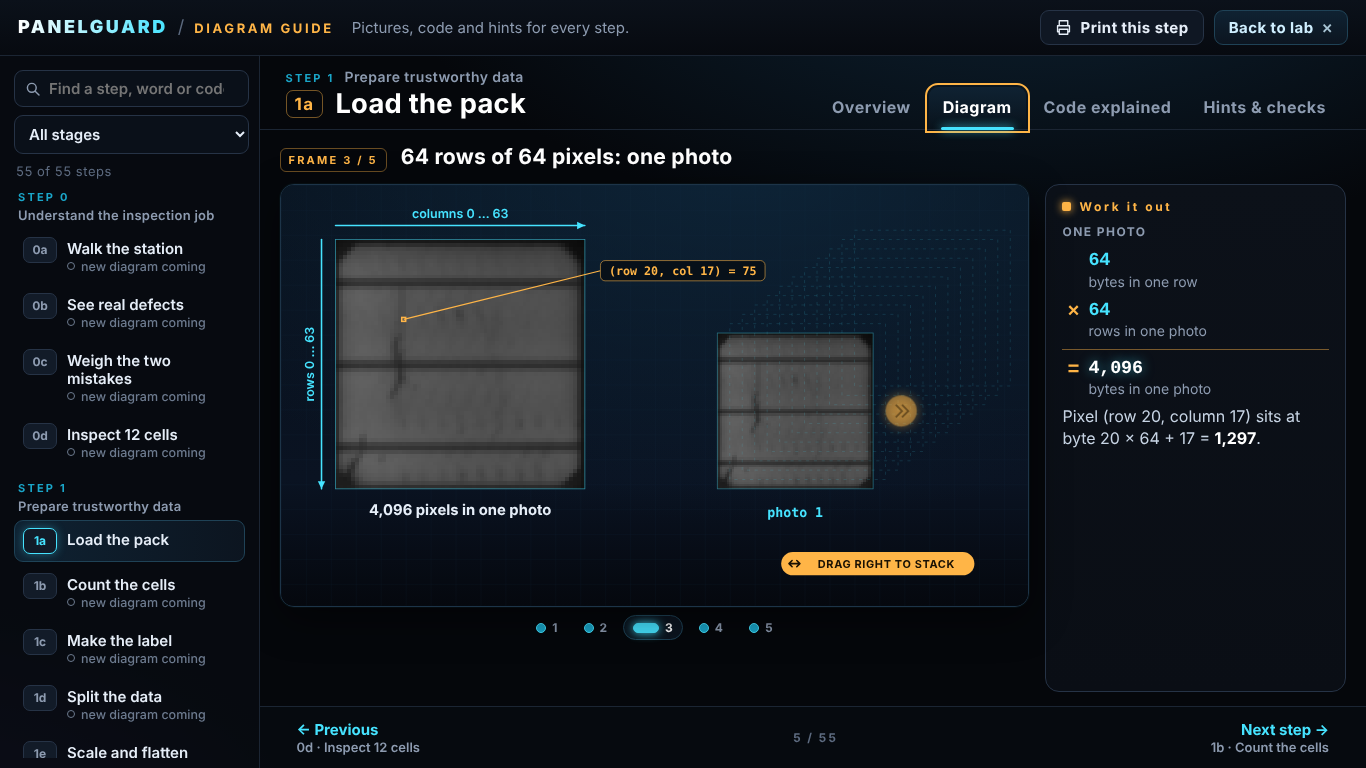 PANELGUARD / DIAGRAM GUIDE Pictures, code and hints for every step.
Print this step
Back to lab ×
Find a step, word or cod
All stages
55 of 55 steps
STEP 0
Understand the inspection job
0a Walk the station
new diagram coming
0b See real defects
new diagram coming
0c Weigh the two
mistakes
new diagram coming
0d Inspect 12 cells
new diagram coming
STEP 1
Prepare trustworthy data
1a Load the pack
1b Count the cells
new diagram coming
1c Make the label
new diagram coming
1d Split the data
new diagram coming
1e Scale and flatten
STEP 1 Prepare trustworthy data
1a Load the pack
Overview
Diagram
Code explained
Hints & checks
FRAME 3 / 5 64 rows of 64 pixels: one photo
columns 0 … 63
rows 0 … 63
(row 20, col 17) = 75
4,096 pixels in one photo
photo 1
DRAG RIGHT TO STACK
1 2 3 4 5
Work it out
ONE PHOTO
64
bytes in one row
× 64
rows in one photo
= 4,096
bytes in one photo
Pixel (row 20, column 17) sits at
byte 20 × 64 + 17 = 1,297.
← Previous
0d · Inspect 12 cells
5 / 55
Next step →
1b · Count the cells